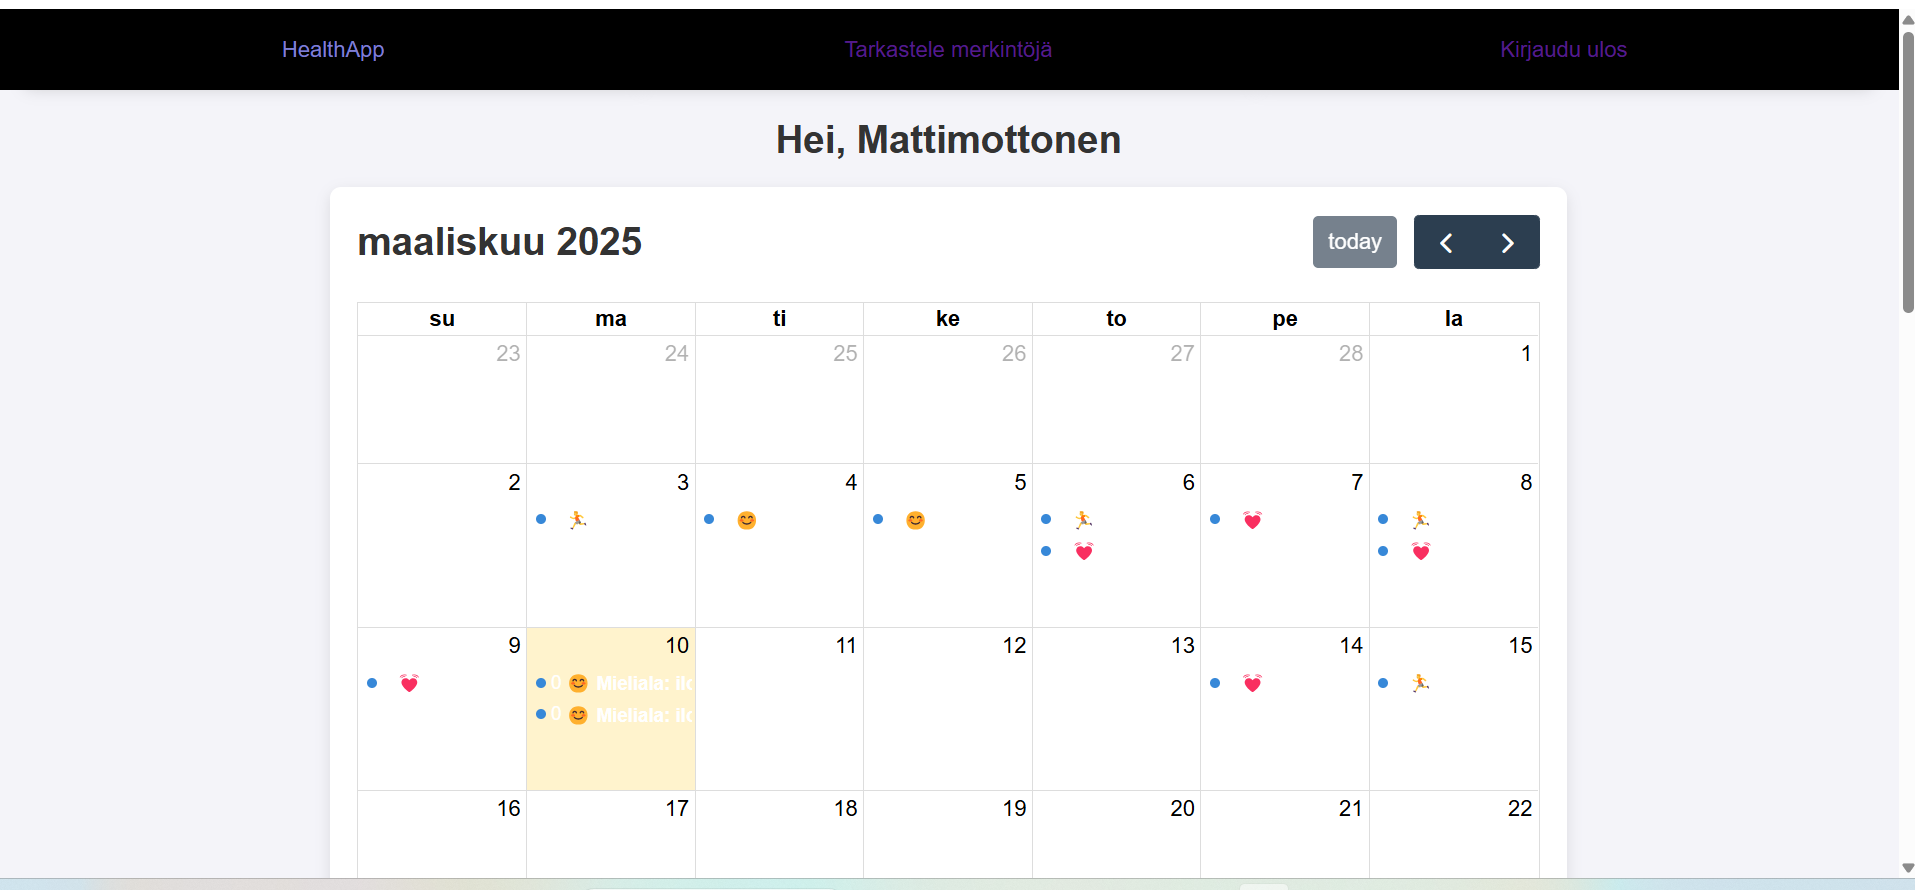 HealthApp Tarkastele merkintöjä Kirjaudu ulos
Hei, Mattimottonen
maaliskuu 2025 today
su ma ti ke to pe la
23 24 25 26 27 28 1
2 3 4 5 6 7 8
9 10 11 12 13 14 15
0 Mieliala:
0 Mieliala:
16 17 18 19 20 21 22